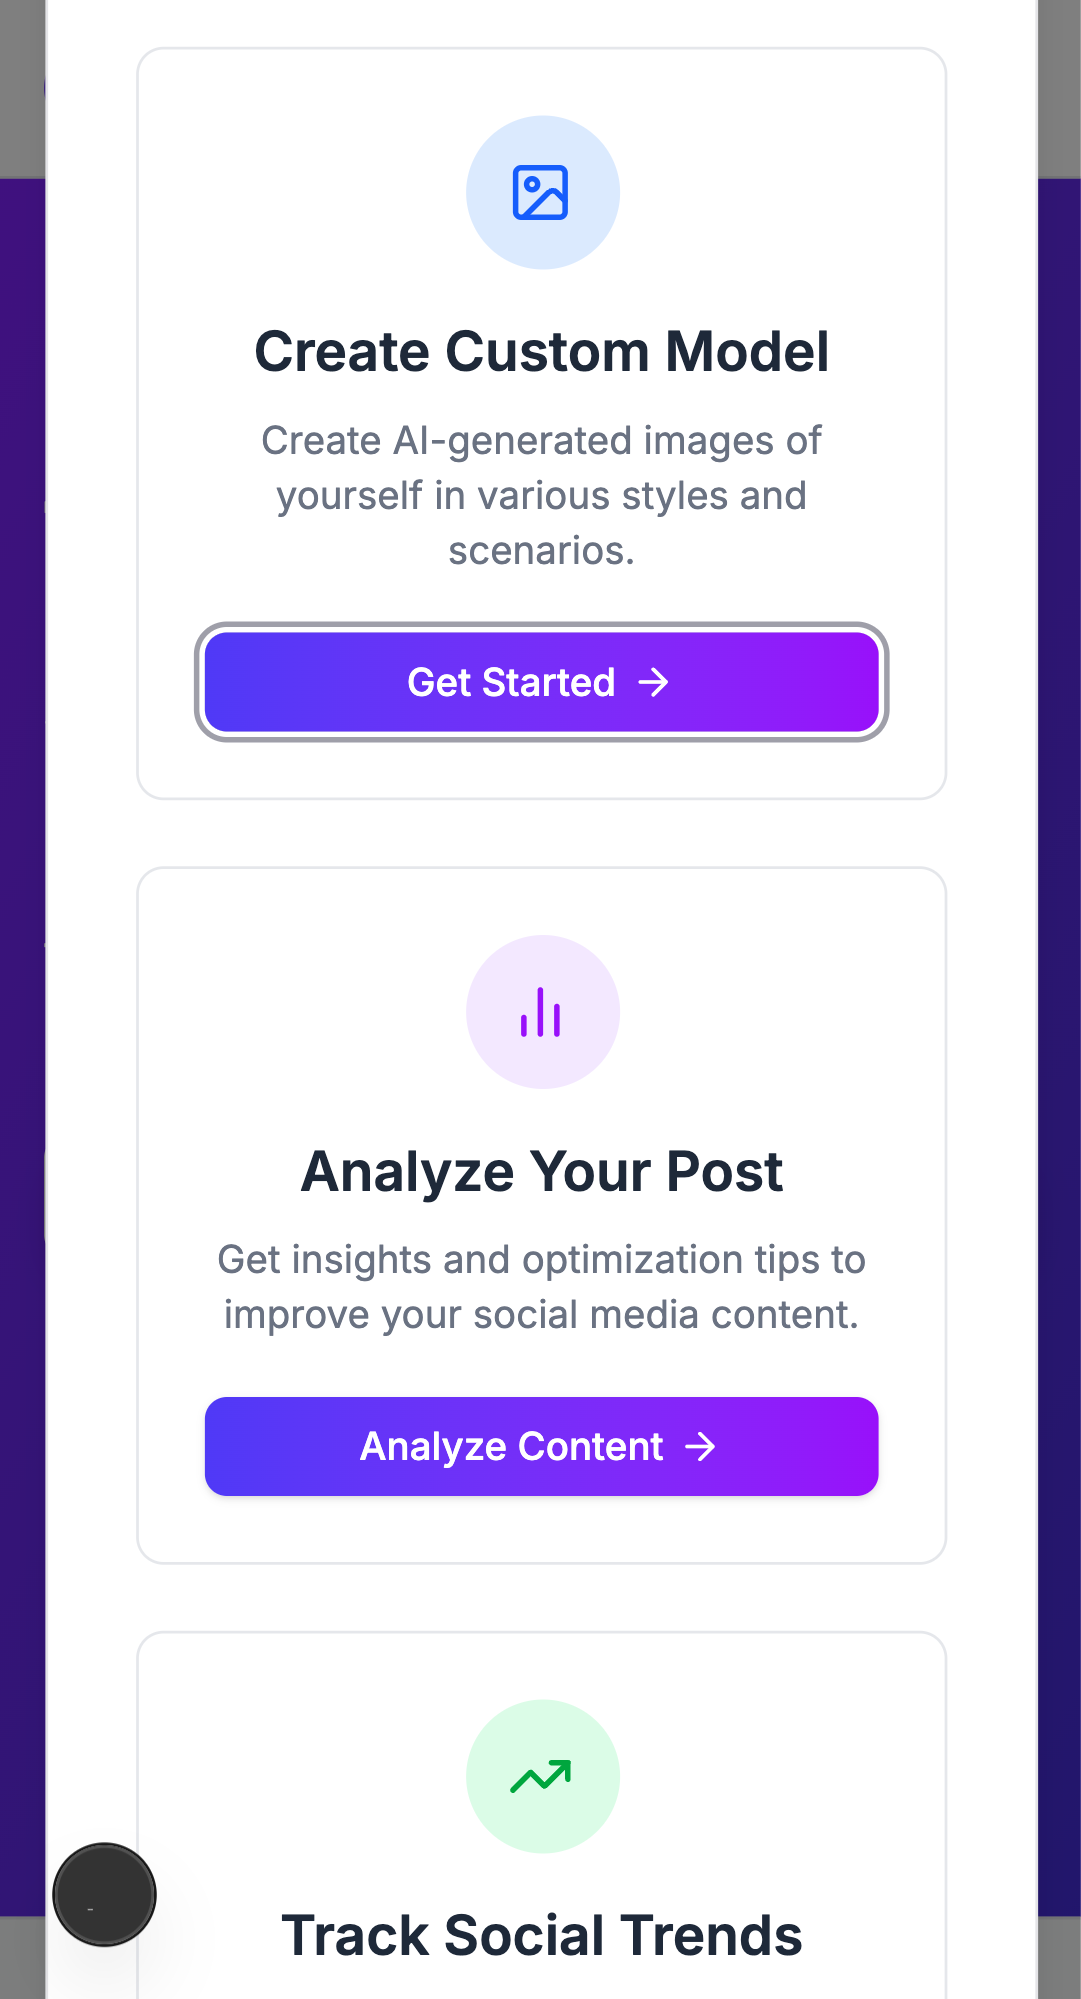 Create Custom Model
Create AI-generated images of
yourself in various styles and
scenarios.
Get Started
Analyze Your Post
Get insights and optimization tips to
improve your social media content.
Analyze Content
Track Social Trends